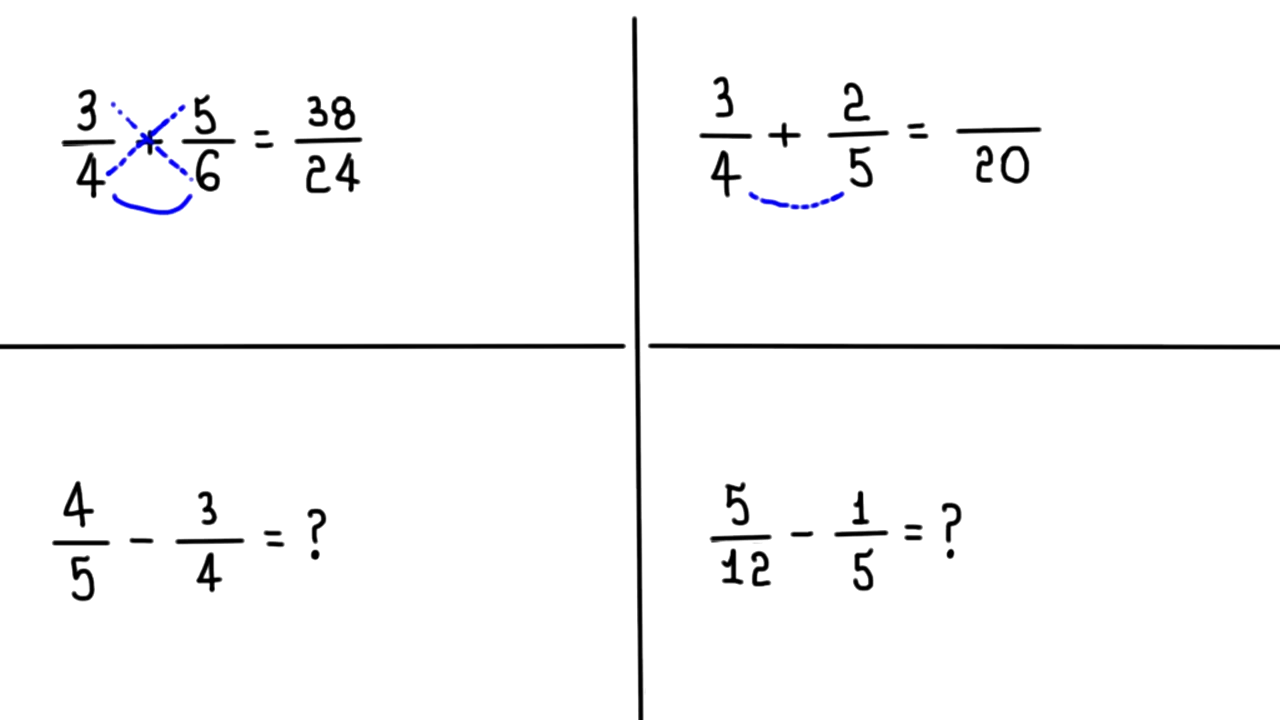 3/4 + 5/6 = 38/24
3/4 + 2/5 = /20
4/5 - 3/4 = ?
5/12 - 1/5 = ?